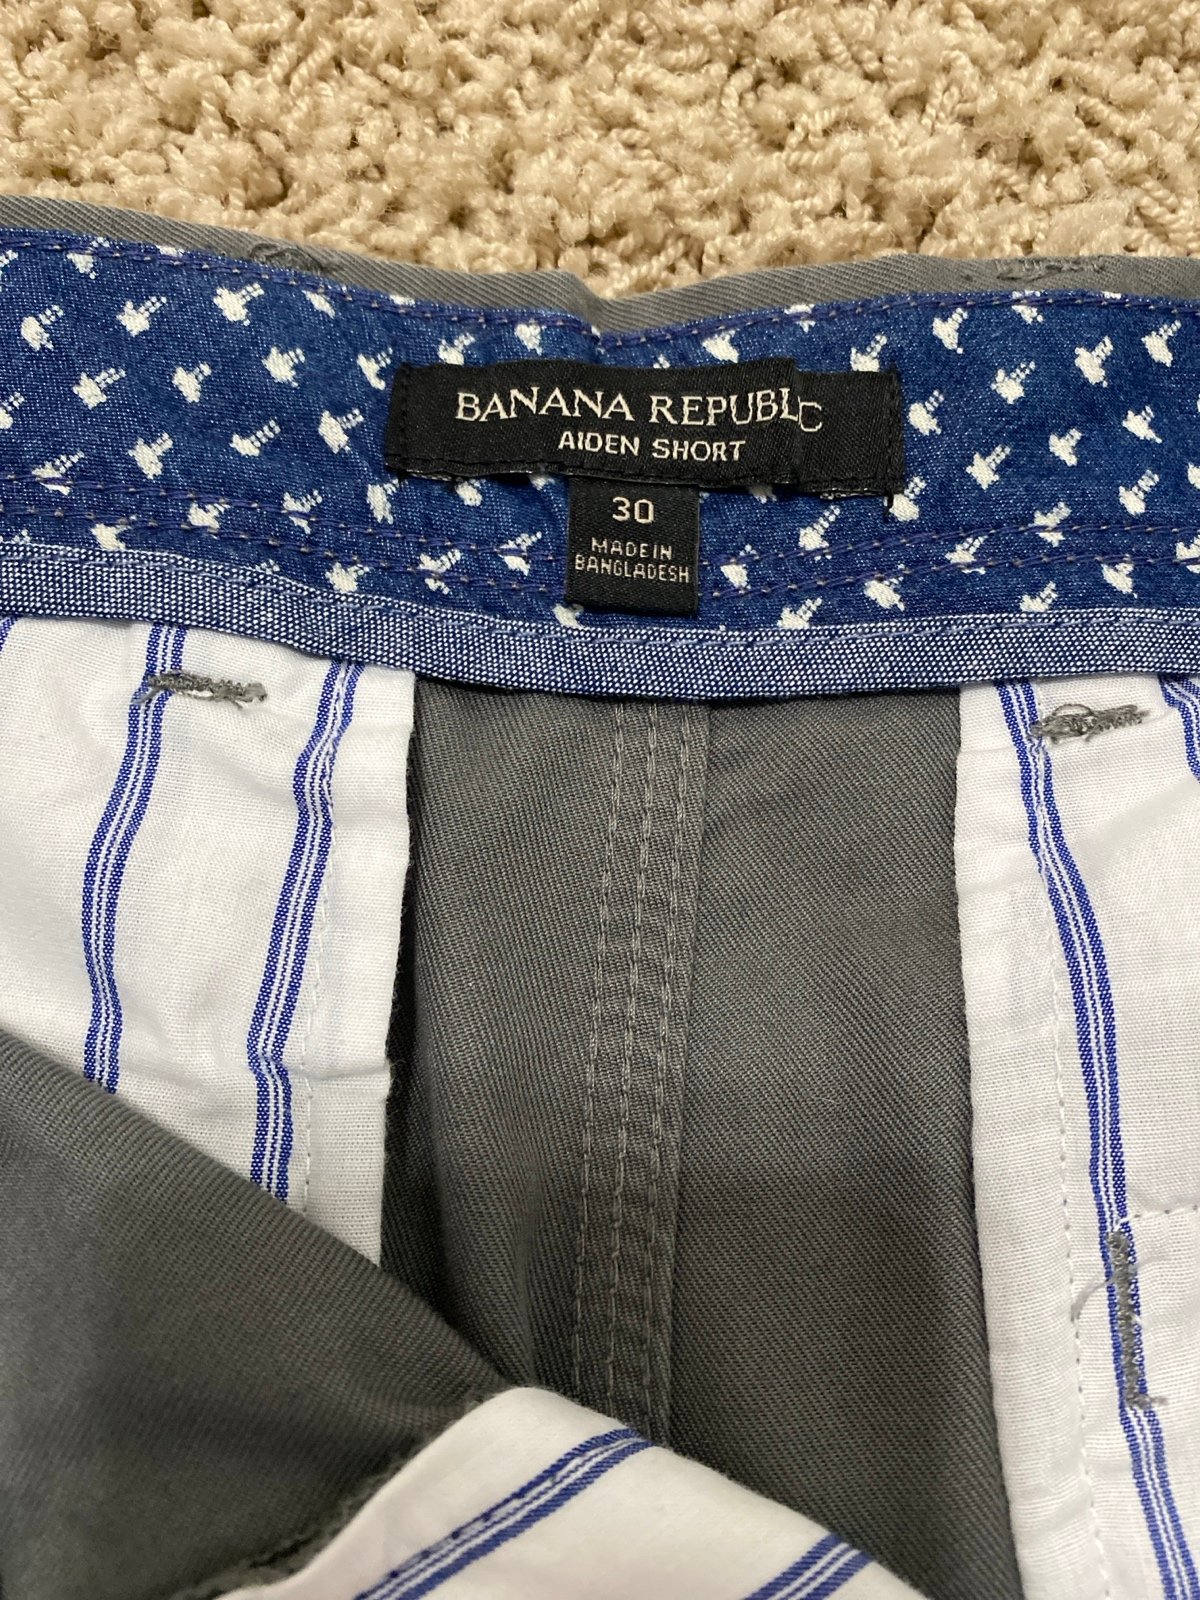 BANANA REPUBLIC
AIDEN SHORT
30
MADE IN
BANGLADESH